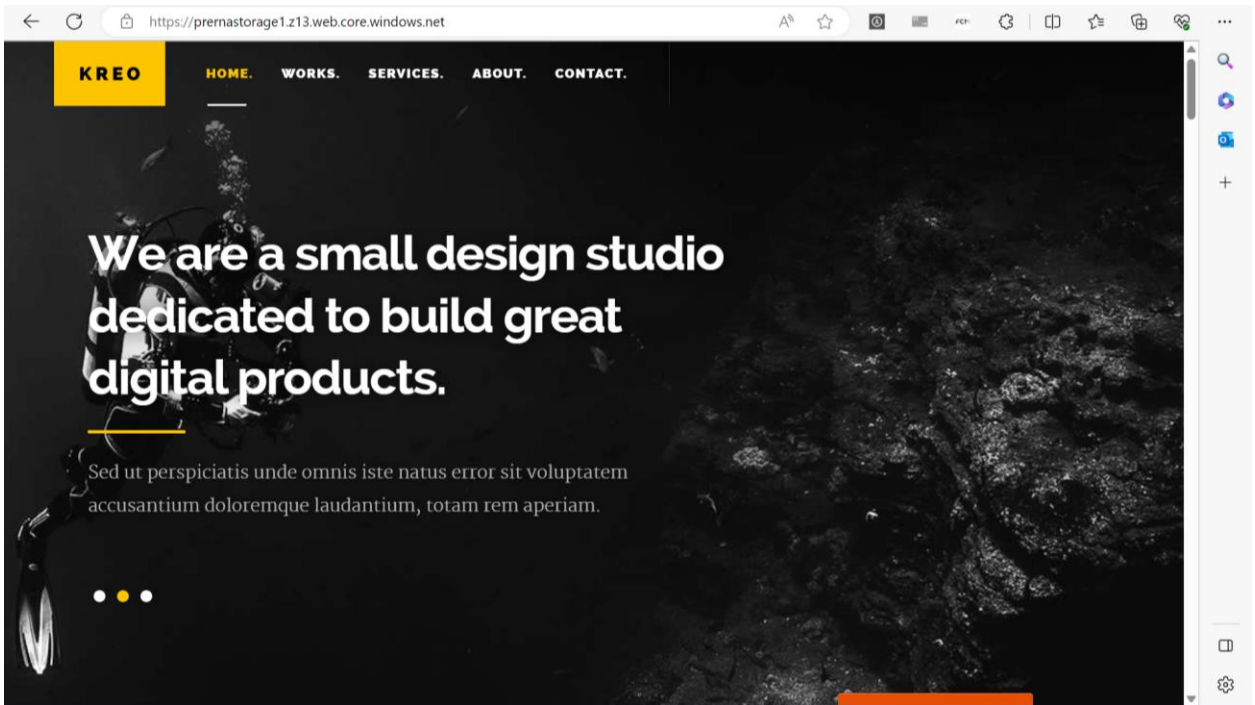 https://prernastorage1.z13.web.core.windows.net
KREO
HOME. WORKS. SERVICES. ABOUT. CONTACT.
We are a small design studio
dedicated to build great
digital products.
Sed ut perspiciatis unde omnis iste natus error sit voluptatem
accusantium doloremque laudantium, totam rem aperiam.